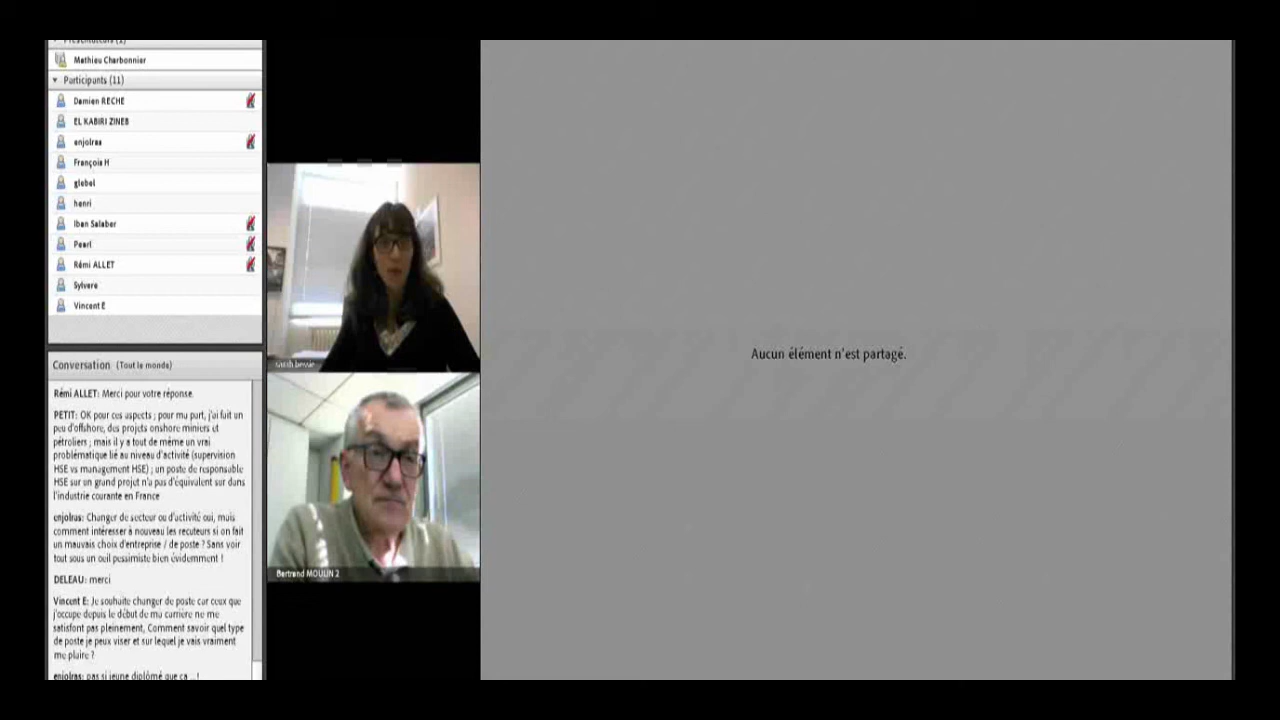 Mathieu Charbonnier
Participants (11)
Damien RECHE
EL KABIRI ZINEB
enjolras
François H
glebel
henri
Iban Salaber
Pearl
Rémi ALLET
Sylvere
Vincent E
Conversation (Tout le monde)
Rémi ALLET: Merci pour votre réponse.
PETIT: OK pour ces aspects ; pour ma part, j'ai fait un
peu d'offshore, des projets onshore miniers et
pétroliers ; mais il y a tout de même un vrai
problématique lié au niveau d'activité (supervision
HSE vs management HSE) ; un poste de responsable
HSE sur un grand projet n'a pas d'équivalent sur dans
l'industrie courante en France
enjolras: Changer de secteur ou d'activité oui, mais
comment intéresser à nouveau les recuteurs si on fait
un mauvais choix d'entreprise / de poste ? Sans voir
tout sous un oeil pessimiste bien évidemment !
DELEAU: merci
Vincent E: Je souhaite changer de poste car ceux que
j'occupe depuis le début de ma carrière ne me
satisfont pas pleinement, Comment savoir quel type
de poste je peux viser et sur lequel je vais vraiment
me plaire ?
enjolras: pas si jeune diplômé que ça ...!
Bertrand MOULIN 2
Aucun élément n'est partagé.